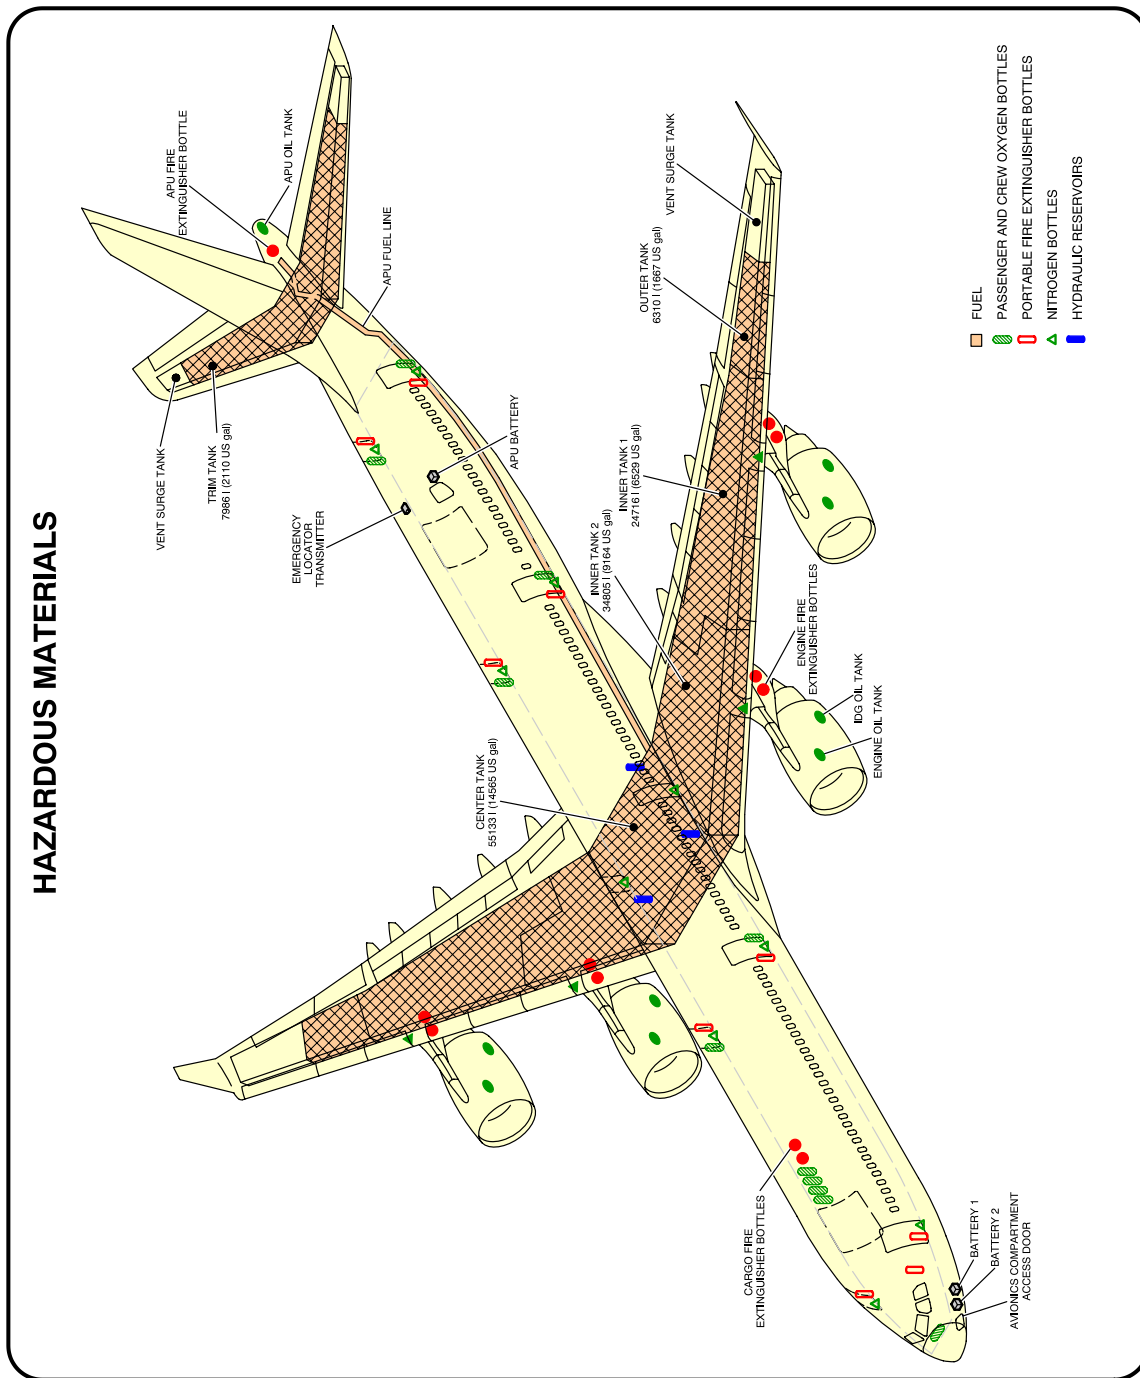 HAZARDOUS MATERIALS
VENT SURGE TANK
TRIM TANK
7986 l (2110 US gal)
APU FIRE
EXTINGUISHER BOTTLE
APU OIL TANK
APU FUEL LINE
EMERGENCY
LOCATOR
TRANSMITTER
APU BATTERY
CENTER TANK
55133 l (14565 US gal)
INNER TANK 2
34805 l (9164 US gal)
INNER TANK 1
24716 l (6529 US gal)
OUTER TANK
6310 l (1667 US gal)
VENT SURGE TANK
ENGINE FIRE
EXTINGUISHER BOTTLES
IDG OIL TANK
ENGINE OIL TANK
CARGO FIRE
EXTINGUISHER BOTTLES
BATTERY 1
BATTERY 2
AVIONICS COMPARTMENT
ACCESS DOOR
FUEL
PASSENGER AND CREW OXYGEN BOTTLES
PORTABLE FIRE EXTINGUISHER BOTTLES
NITROGEN BOTTLES
HYDRAULIC RESERVOIRS